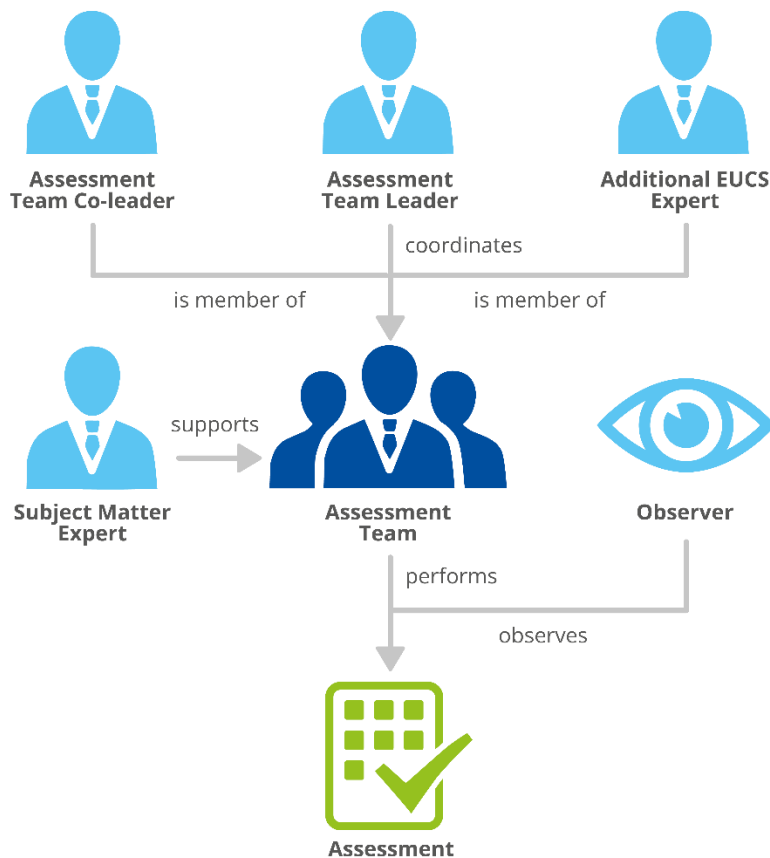 Assessment
Team Co-leader
Assessment
Team Leader
Additional EUCS
Expert
coordinates
is member of
is member of
supports
Subject Matter
Expert
Assessment
Team
Observer
performs
observes
Assessment